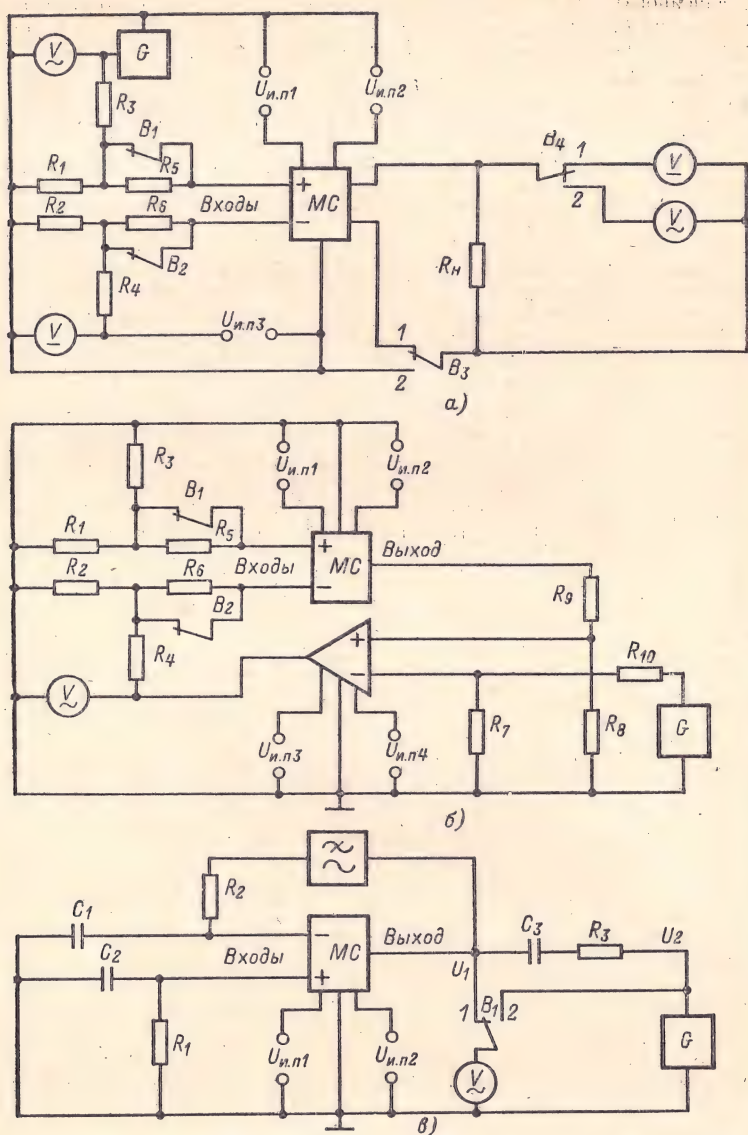 V G Uи.п1 Uи.п2
R3
B1 B4 1
R1 R5 + V
R2 R6 Входы − МС 2 V
B2 Rн
R4
V Uи.п3 1
2 B3
а)
R3 Uи.п1 Uи.п2
B1
R1 R5 + Выход
R2 R6 Входы − МС
B2 R9
R4 + R10
V −
Uи.п3 Uи.п4 R7 R8 G
б)
R2
C1 − Выход C3 R3 U2
C2 Входы + МС U1
1 B1 2
R1 Uи.п1 Uи.п2 G
V
в)